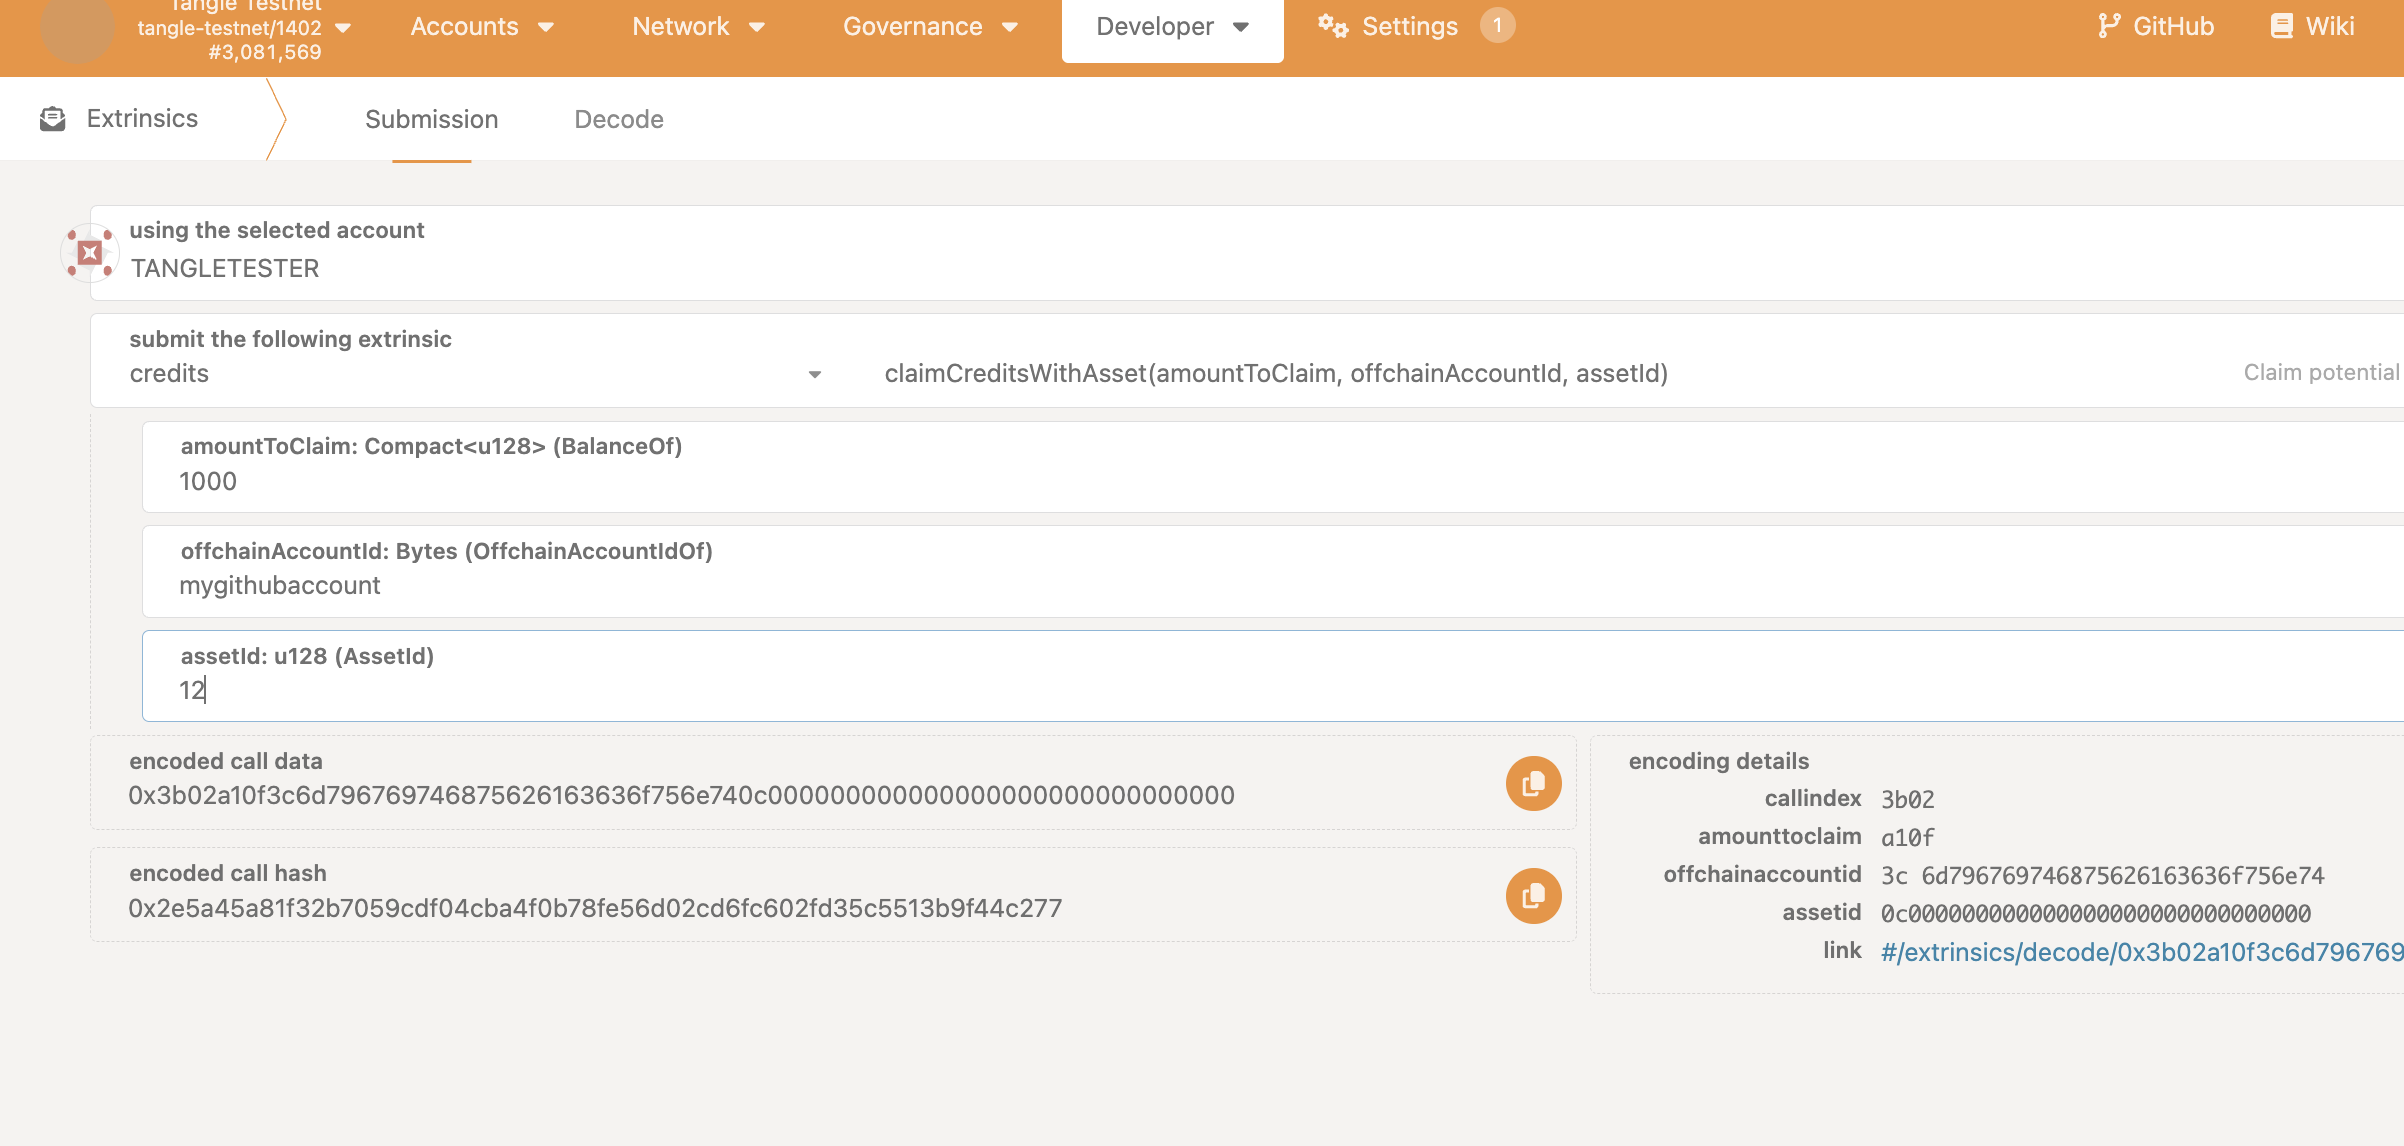 Tangle Testnet
tangle-testnet/1402
#3,081,569
Accounts
Network
Governance
Developer
Settings
1
GitHub
Wiki
Extrinsics
Submission
Decode
using the selected account
TANGLETESTER
submit the following extrinsic
credits
claimCreditsWithAsset(amountToClaim, offchainAccountId, assetId)
Claim potential
amountToClaim: Compact<u128> (BalanceOf)
1000
offchainAccountId: Bytes (OffchainAccountIdOf)
mygithubaccount
assetId: u128 (AssetId)
12
encoded call data
0x3b02a10f3c6d796769746875626163636f756e740c000000000000000000000000000000
encoded call hash
0x2e5a45a81f32b7059cdf04cba4f0b78fe56d02cd6fc602fd35c5513b9f44c277
encoding details
callindex 3b02
amounttoclaim a10f
offchainaccountid 3c 6d796769746875626163636f756e74
assetid 0c000000000000000000000000000000
link #/extrinsics/decode/0x3b02a10f3c6d796769